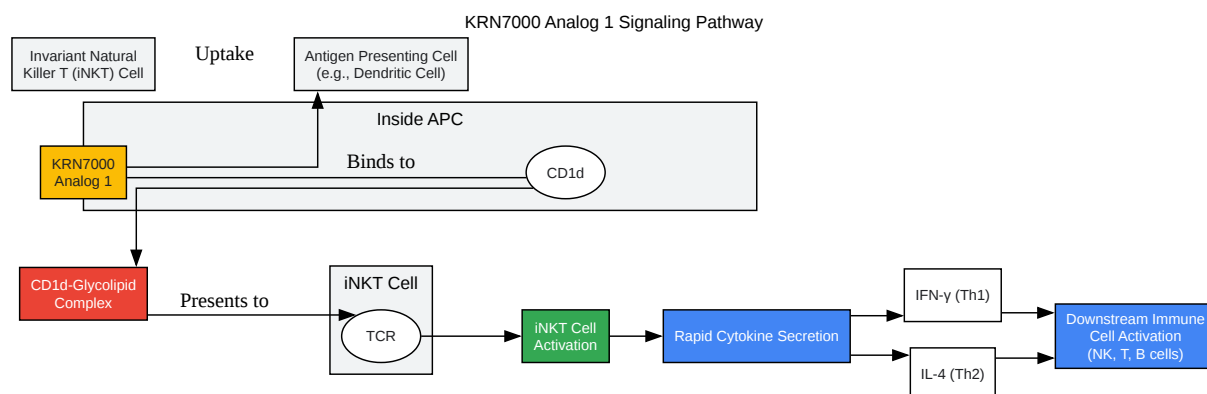 KRN7000 Analog 1 Signaling Pathway
Invariant Natural
Killer T (iNKT) Cell
Uptake
Antigen Presenting Cell
(e.g., Dendritic Cell)
Inside APC
KRN7000
Analog 1
Binds to
CD1d
CD1d-Glycolipid
Complex
Presents to
iNKT Cell
TCR
iNKT Cell
Activation
Rapid Cytokine Secretion
IFN-γ (Th1)
IL-4 (Th2)
Downstream Immune
Cell Activation
(NK, T, B cells)